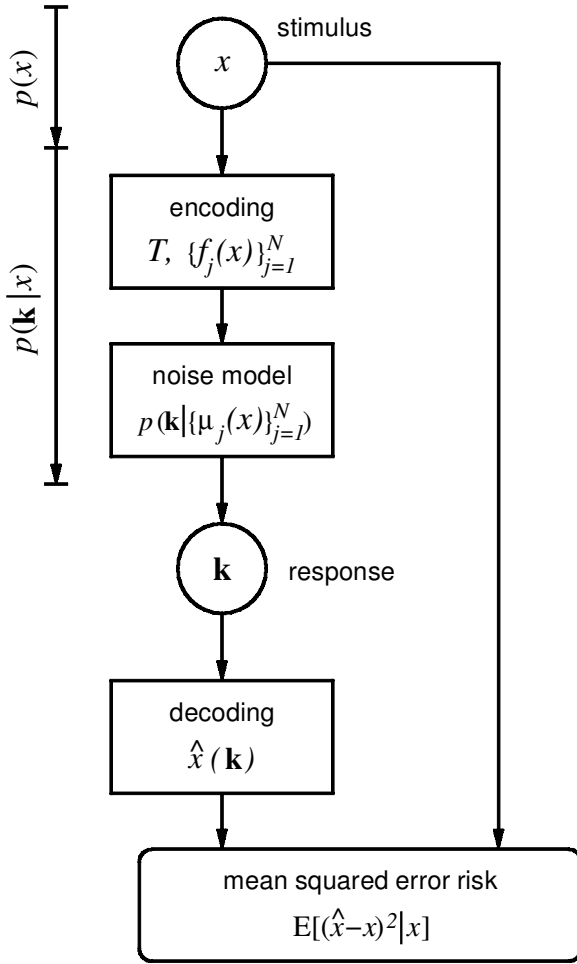 stimulus
x
p(x)
encoding
T, {f_j(x)}_{j=1}^N
p(k|x)
noise model
p(k|{μ_j(x)}_{j=1}^N)
k
response
decoding
x̂(k)
mean squared error risk
E[(x̂−x)²|x]